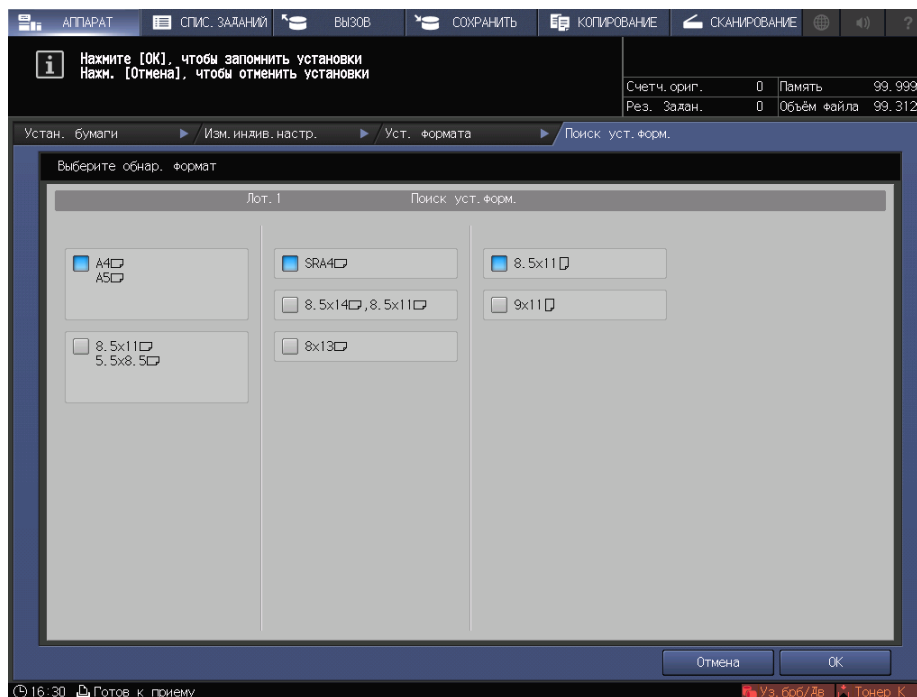 АППАРАТ СПИС. ЗАДАНИЙ ВЫЗОВ СОХРАНИТЬ КОПИРОВАНИЕ СКАНИРОВАНИЕ ?
Нажмите [OK], чтобы запомнить установки
Нажм. [Отмена], чтобы отменить установки
Счетч. ориг. 0 Память 99.999
Рез. Задан. 0 Объём файла 99.312
Устан. бумаги Изм.индив.настр. Уст. формата Поиск уст.форм.
Выберите обнар. формат
Лот.1 Поиск уст.форм.
A4
A5
8.5x11
5.5x8.5
SRA4
8.5x14,8.5x11
8x13
8.5x11
9x11
Отмена OK
16:30 Готов к приему Уз.брб/Дв Тонер K